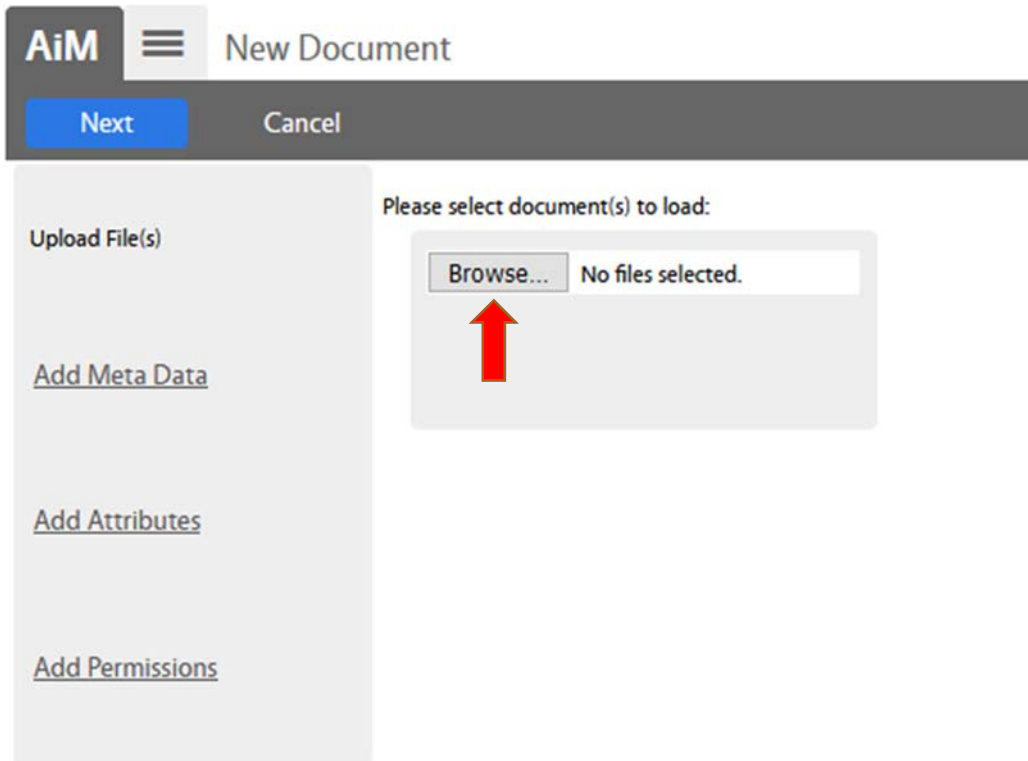 AiM New Document
Next Cancel
Please select document(s) to load:
Upload File(s)
Browse... No files selected.
Add Meta Data
Add Attributes
Add Permissions